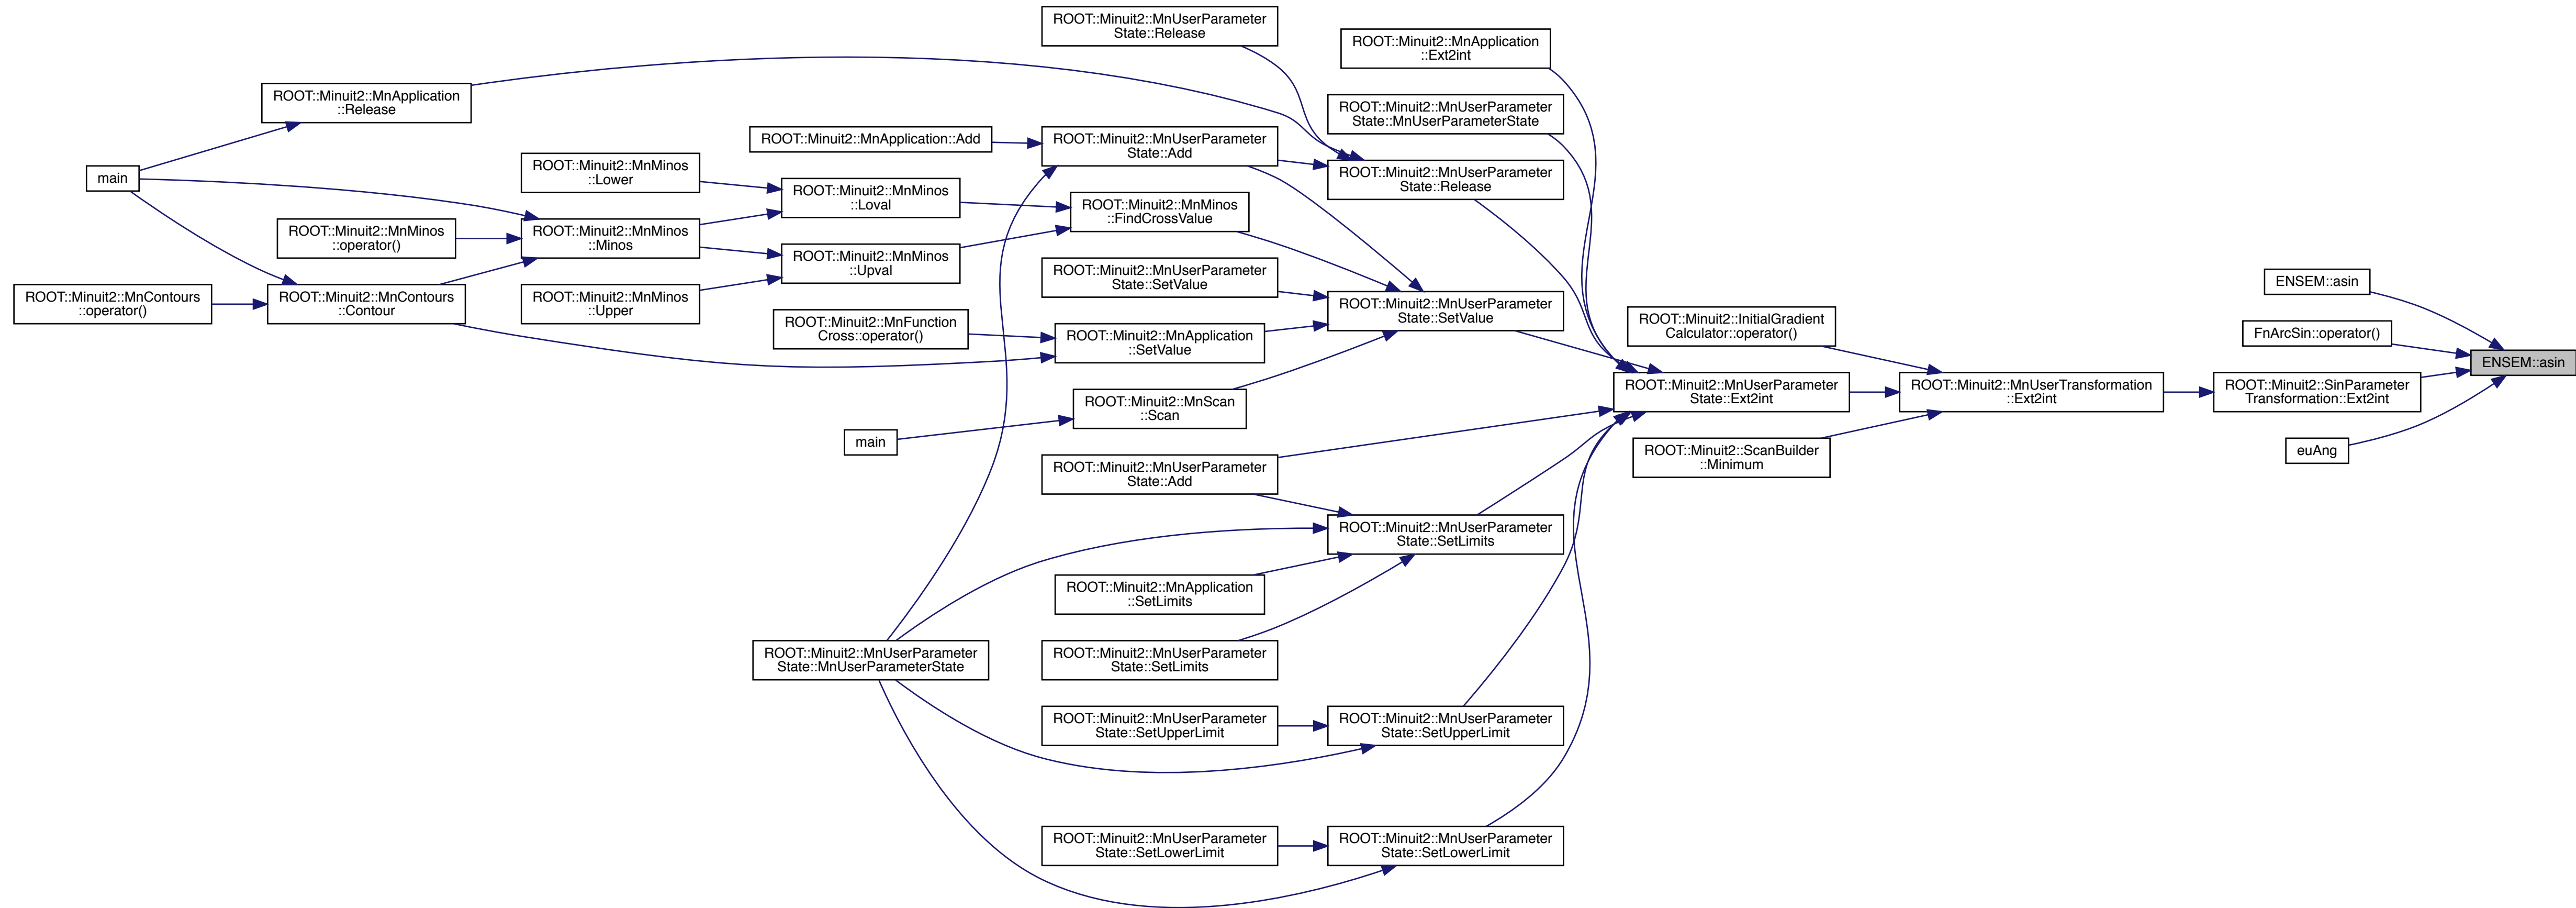 ROOT::Minuit2::MnUserParameter
State::Release
ROOT::Minuit2::MnApplication
::Ext2int
ROOT::Minuit2::MnApplication
::Release
ROOT::Minuit2::MnUserParameter
State::MnUserParameterState
ROOT::Minuit2::MnApplication::Add
ROOT::Minuit2::MnUserParameter
State::Add
main
ROOT::Minuit2::MnMinos
::Lower
ROOT::Minuit2::MnUserParameter
State::Release
ROOT::Minuit2::MnMinos
::Loval
ROOT::Minuit2::MnMinos
::FindCrossValue
ROOT::Minuit2::MnMinos
::operator()
ROOT::Minuit2::MnMinos
::Minos
ROOT::Minuit2::MnMinos
::Upval
ROOT::Minuit2::MnUserParameter
State::SetValue
ENSEM::asin
ROOT::Minuit2::MnContours
::operator()
ROOT::Minuit2::MnContours
::Contour
ROOT::Minuit2::MnMinos
::Upper
ROOT::Minuit2::MnUserParameter
State::SetValue
ROOT::Minuit2::MnFunction
Cross::operator()
ROOT::Minuit2::MnApplication
::SetValue
ROOT::Minuit2::InitialGradient
Calculator::operator()
FnArcSin::operator()
ENSEM::asin
ROOT::Minuit2::MnScan
::Scan
ROOT::Minuit2::MnUserParameter
State::Ext2int
ROOT::Minuit2::MnUserTransformation
::Ext2int
ROOT::Minuit2::SinParameter
Transformation::Ext2int
main
ROOT::Minuit2::ScanBuilder
::Minimum
euAng
ROOT::Minuit2::MnUserParameter
State::Add
ROOT::Minuit2::MnUserParameter
State::SetLimits
ROOT::Minuit2::MnApplication
::SetLimits
ROOT::Minuit2::MnUserParameter
State::MnUserParameterState
ROOT::Minuit2::MnUserParameter
State::SetLimits
ROOT::Minuit2::MnUserParameter
State::SetUpperLimit
ROOT::Minuit2::MnUserParameter
State::SetUpperLimit
ROOT::Minuit2::MnUserParameter
State::SetLowerLimit
ROOT::Minuit2::MnUserParameter
State::SetLowerLimit